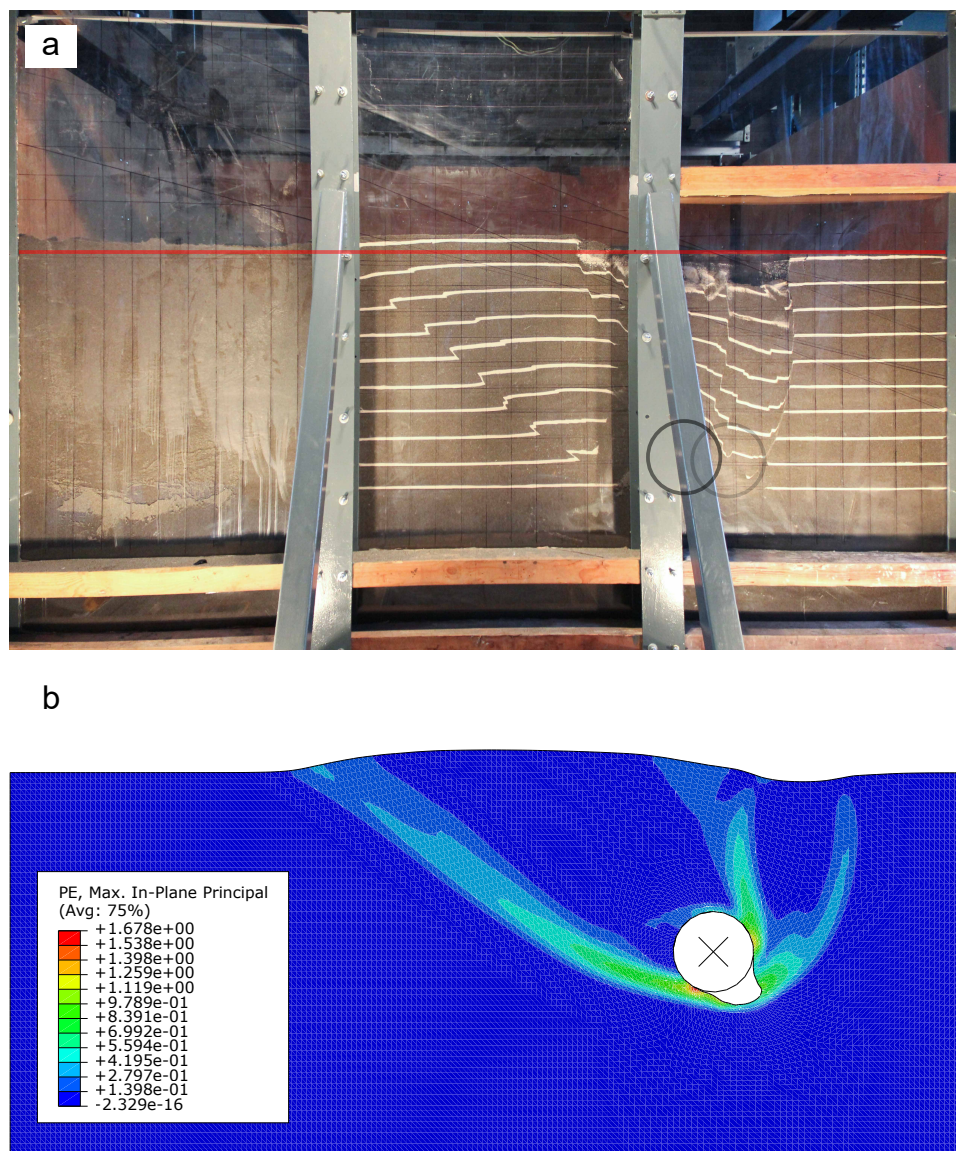 a
b
PE, Max. In-Plane Principal
(Avg: 75%)
+1.678e+00
+1.538e+00
+1.398e+00
+1.259e+00
+1.119e+00
+9.789e-01
+8.391e-01
+6.992e-01
+5.594e-01
+4.195e-01
+2.797e-01
+1.398e-01
-2.329e-16